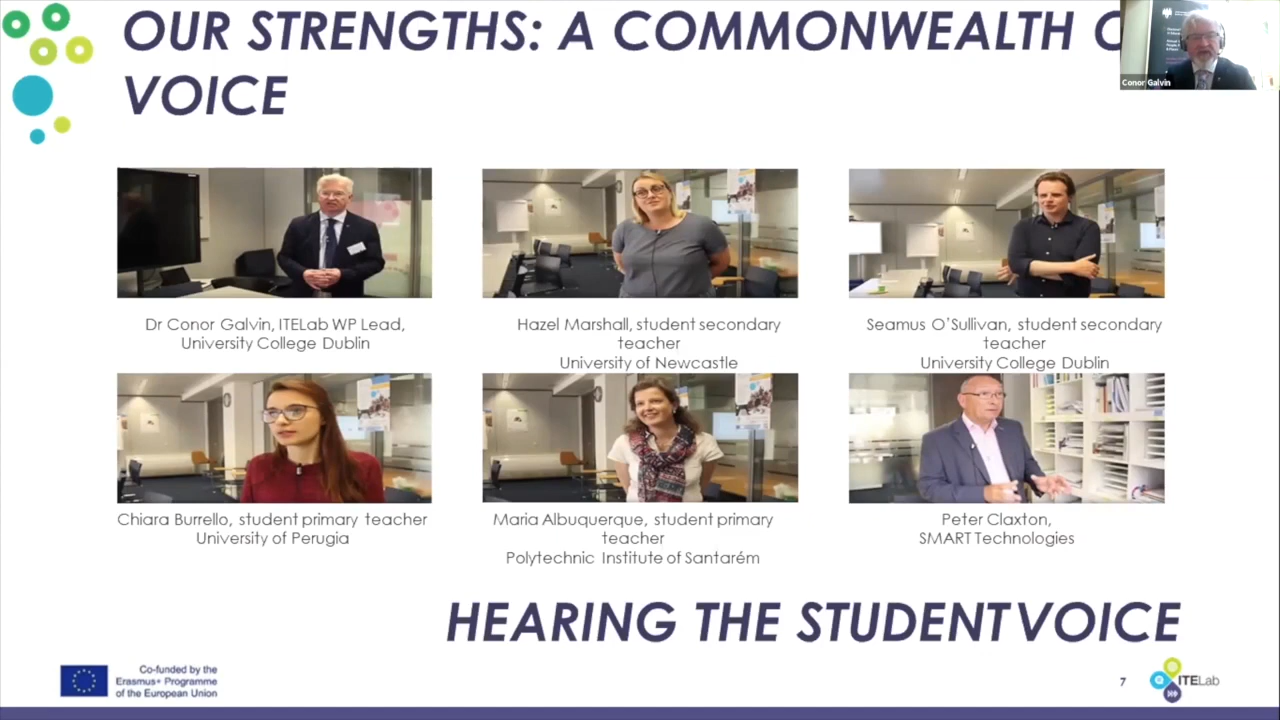 OUR STRENGTHS: A COMMONWEALTH
VOICE
Conor Galvin
Dr Conor Galvin, ITELab WP Lead,
University College Dublin
Hazel Marshall, student secondary
teacher
University of Newcastle
Seamus O'Sullivan, student secondary
teacher
University College Dublin
Chiara Burrello, student primary teacher
University of Perugia
Maria Albuquerque, student primary
teacher
Polytechnic Institute of Santarém
Peter Claxton,
SMART Technologies
HEARING THE STUDENT VOICE
Co-funded by the
Erasmus+ Programme
of the European Union
7
ITELab